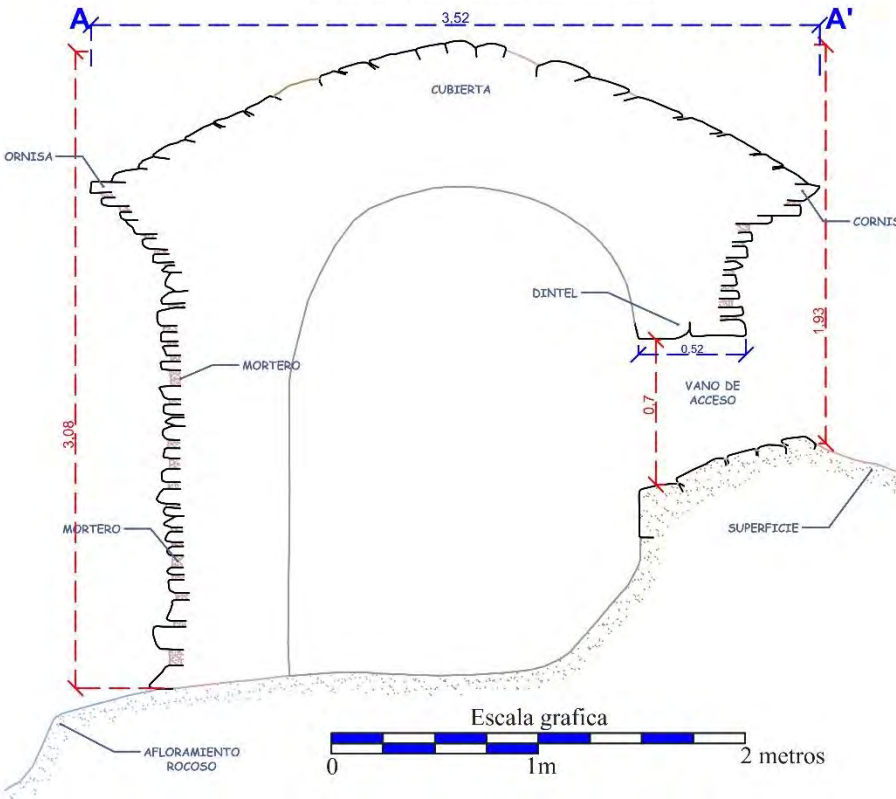 A
3,52
A'
CUBIERTA
ORNISA
CORNIS
DINTEL
1,93
0,52
MORTERO
VANO DE
ACCESO
0,7
3,08
MORTERO
SUPERFICIE
Escala grafica
AFLORAMIENTO
ROCOSO
0
1m
2 metros